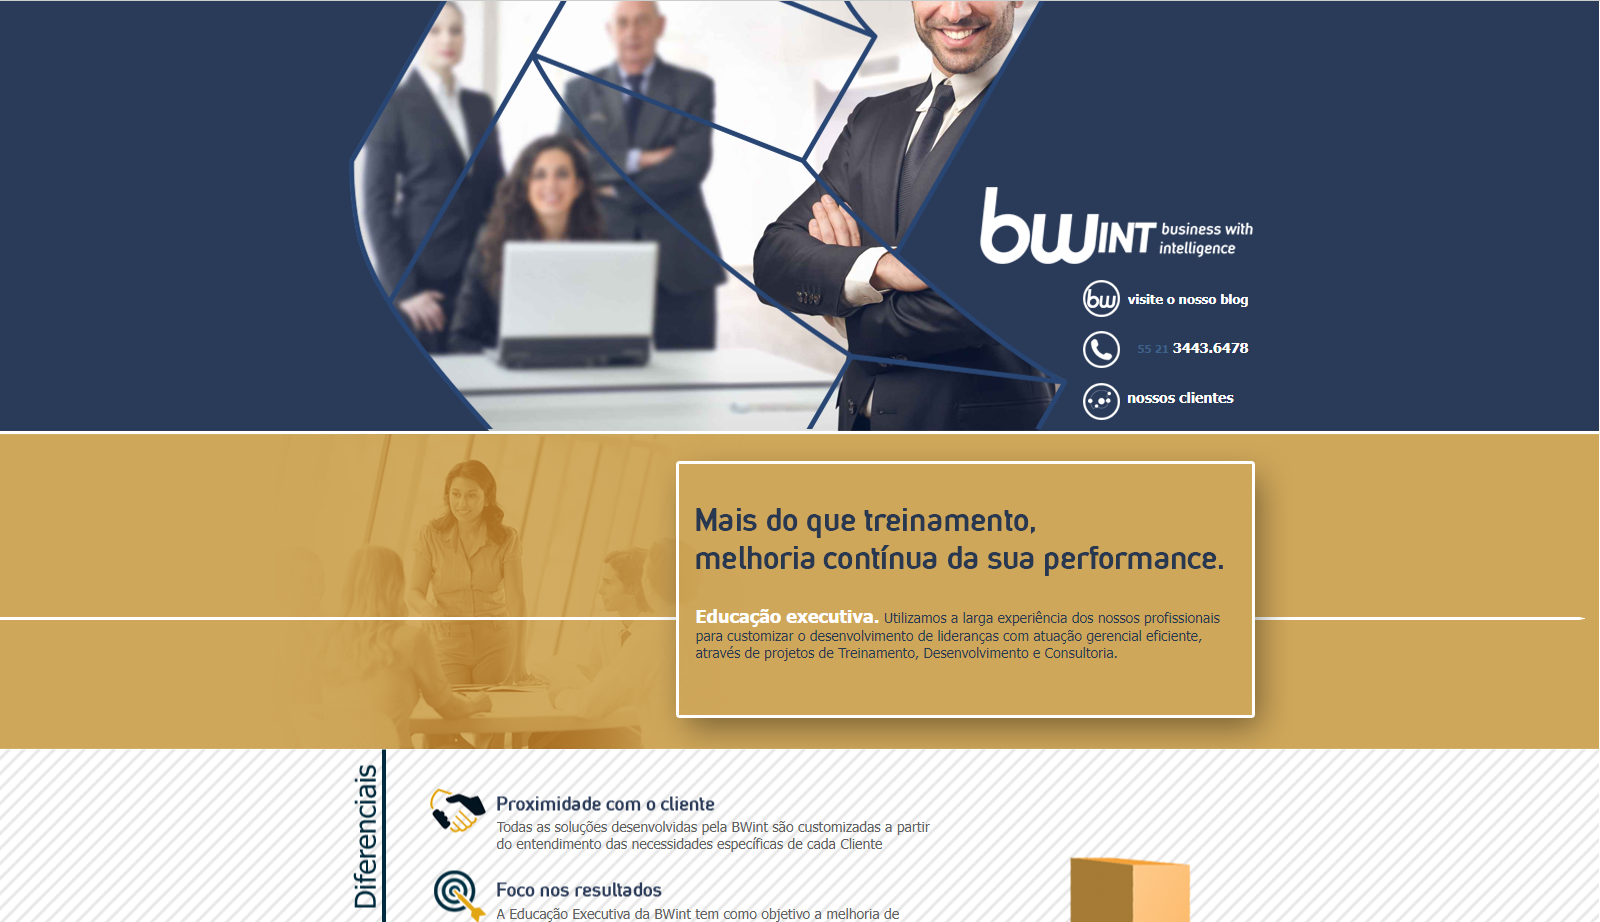 bwINT business with
intelligence
bw visite o nosso blog
55 21 3443.6478
nossos clientes
Mais do que treinamento,
melhoria contínua da sua performance.
Educação executiva. Utilizamos a larga experiência dos nossos profissionais
para customizar o desenvolvimento de lideranças com atuação gerencial eficiente,
através de projetos de Treinamento, Desenvolvimento e Consultoria.
Diferenciais
Proximidade com o cliente
Todas as soluções desenvolvidas pela BWint são customizadas a partir
do entendimento das necessidades específicas de cada Cliente
Foco nos resultados
A Educação Executiva da BWint tem como objetivo a melhoria de